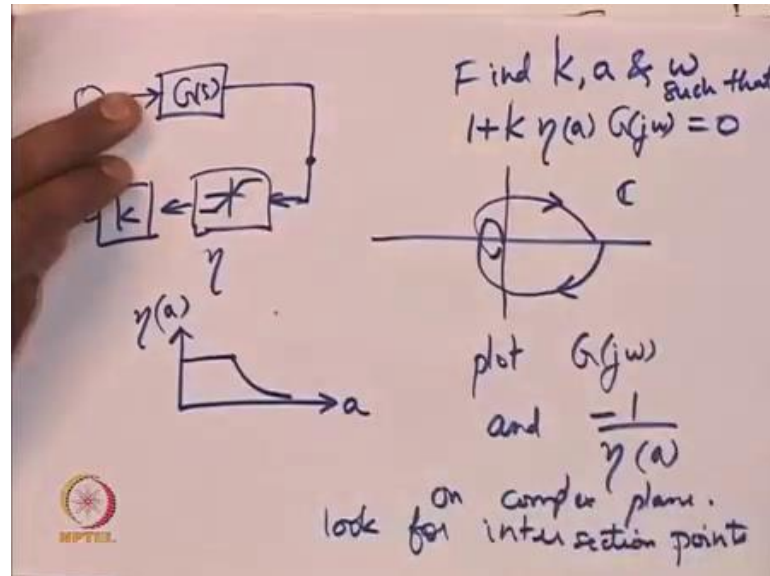 G(s)
Find k, a & ω
such that
1+k η(a) G(jω) = 0
ℂ
k
η
η(a)
a
plot G(jω)
and -1/η(a)
on complex plane.
look for intersection points
NPTEL